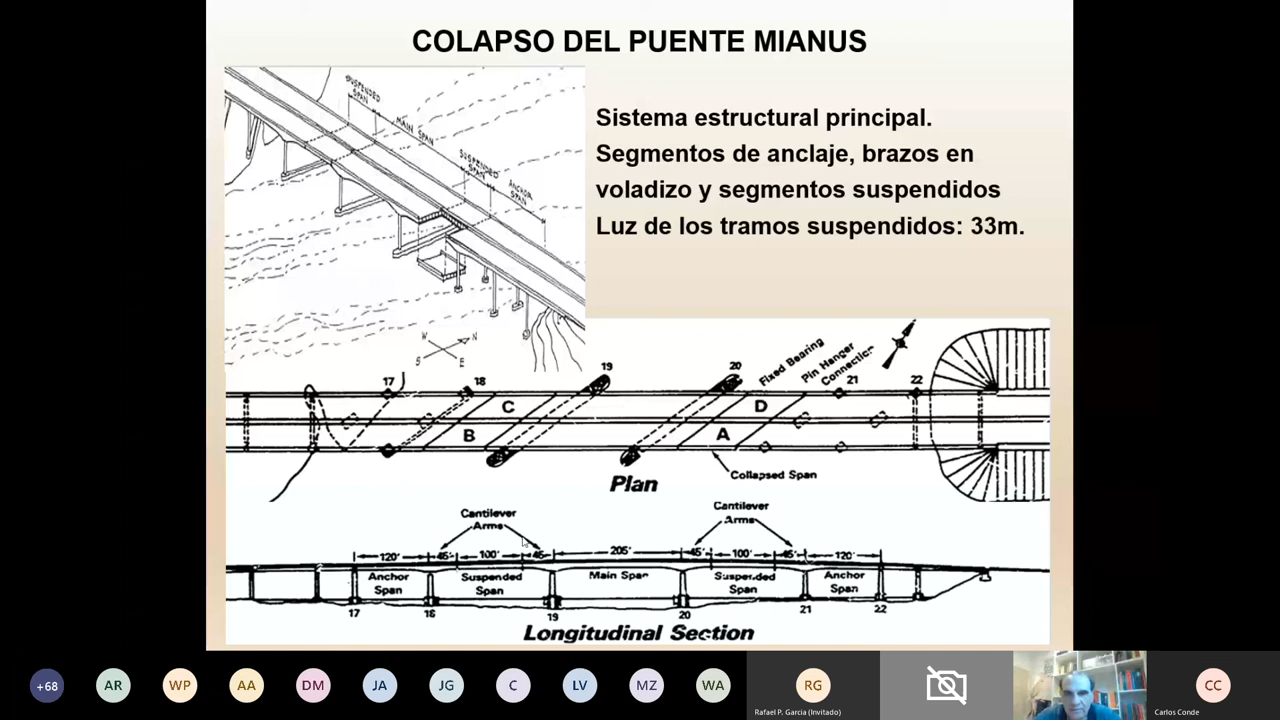 COLAPSO DEL PUENTE MIANUS
SUSPENDED
SPAN
MAIN SPAN
SUSPENDED
SPAN
ANCHOR
SPAN
W
N
S
E
Sistema estructural principal.
Segmentos de anclaje, brazos en
voladizo y segmentos suspendidos
Luz de los tramos suspendidos: 33m.
17
18
19
20
Fixed Bearing
Pin Hanger
Connection
21
22
C
D
B
A
Collapsed Span
Plan
Cantilever
Arms
Cantilever
Arms
120' 45' 100' 45' 205' 45' 100' 45' 120'
Anchor
Span
Suspended
Span
Main Span
Suspended
Span
Anchor
Span
17 18 19 20 21 22
Longitudinal Section
+68 AR WP AA DM JA JG C LV MZ WA RG CC
Rafael P. Garcia (Invitado)
Carlos Conde